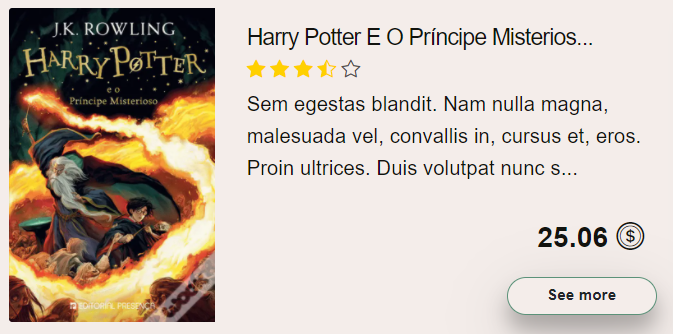 J.K. ROWLING
HARRY POTTER
e o
Príncipe Misterioso
EDITORIAL PRESENÇA
Harry Potter E O Príncipe Misterios...
Sem egestas blandit. Nam nulla magna,
malesuada vel, convallis in, cursus et, eros.
Proin ultrices. Duis volutpat nunc s...
25.06 $
See more